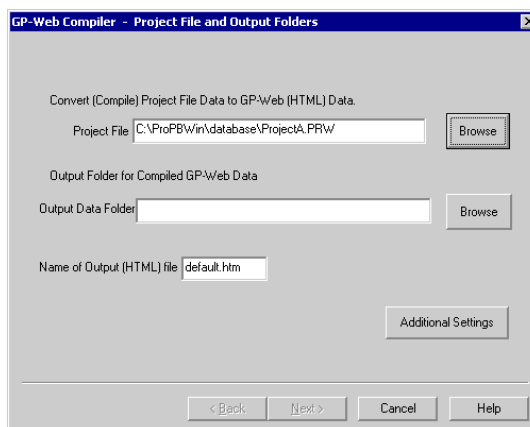 GP-Web Compiler - Project File and Output Folders
Convert (Compile) Project File Data to GP-Web (HTML) Data.
Project File C:\ProPBWin\database\ProjectA.PRW Browse
Output Folder for Compiled GP-Web Data
Output Data Folder Browse
Name of Output (HTML) file default.htm
Additional Settings
< Back Next > Cancel Help